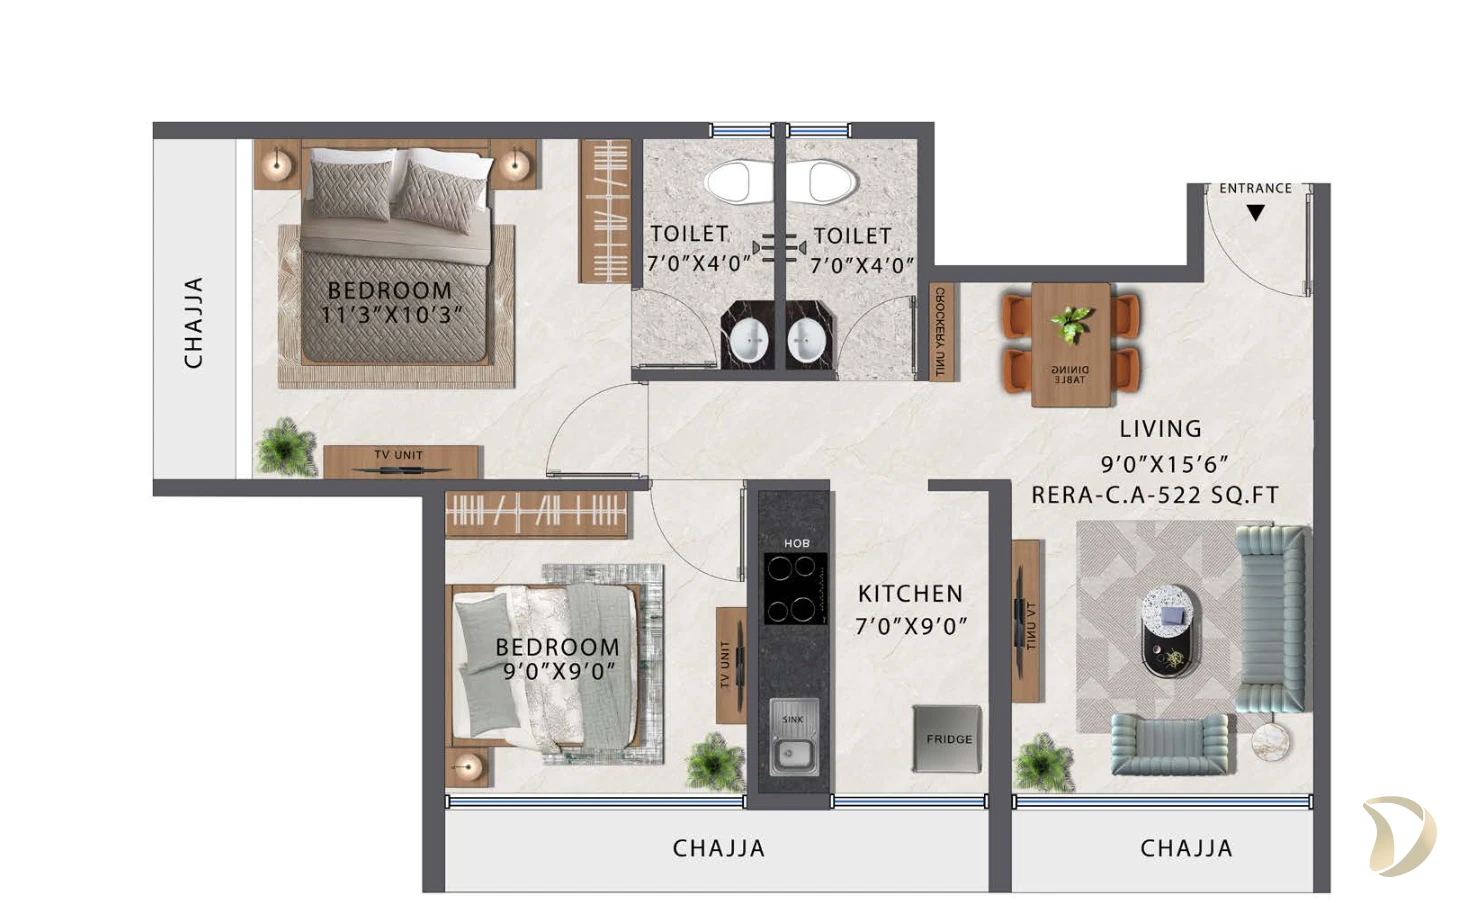 ENTRANCE
TOILET
7'0"X4'0"
TOILET
7'0"X4'0"
CHAJJA
BEDROOM
11'3"X10'3"
CROCKERY UNIT
DINING
TABLE
LIVING
9'0"X15'6"
RERA-C.A-522 SQ.FT
TV UNIT
HOB
KITCHEN
7'0"X9'0"
BEDROOM
9'0"X9'0"
TV UNIT
TV UNIT
SINK
FRIDGE
CHAJJA
CHAJJA